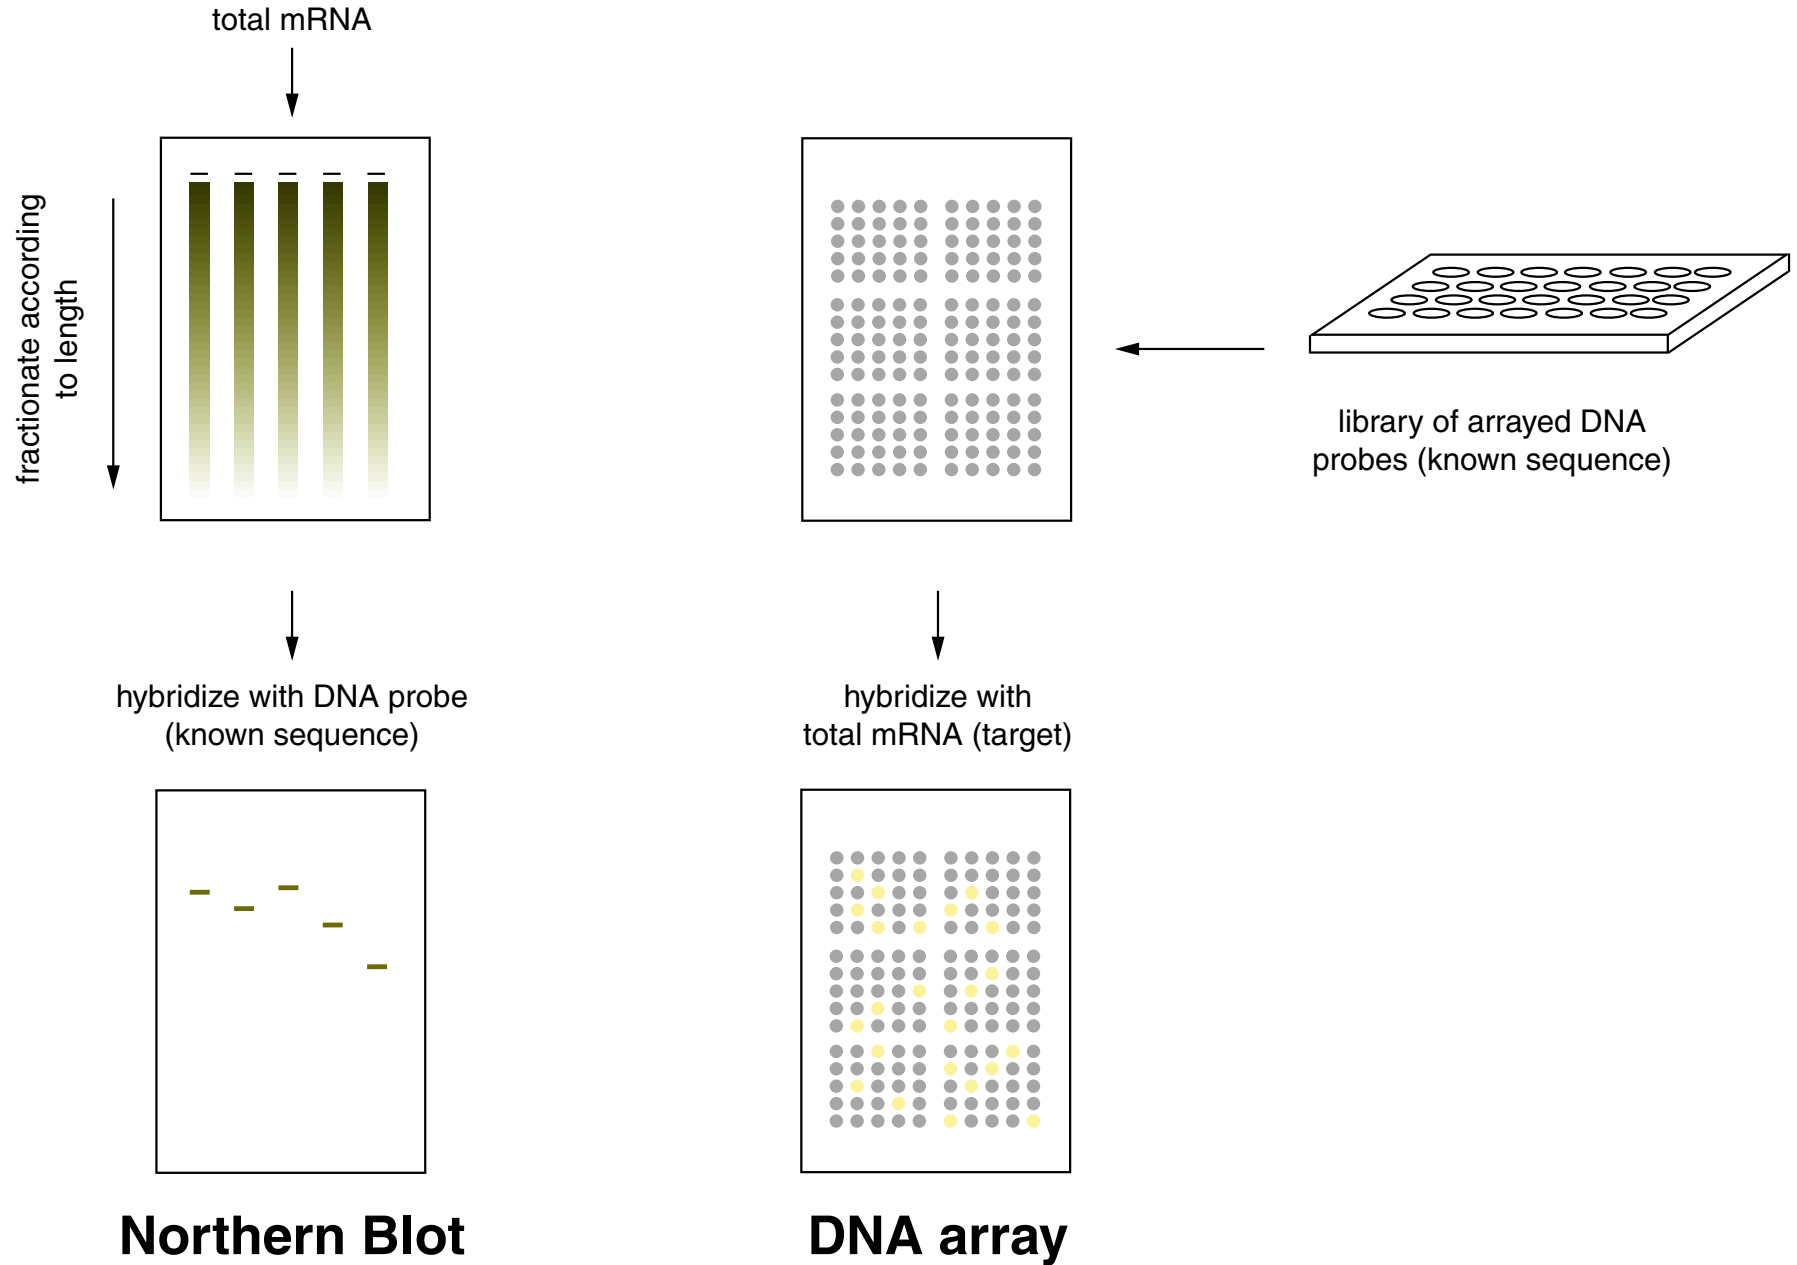 total mRNA
fractionate according
to length
hybridize with DNA probe
(known sequence)
Northern Blot
library of arrayed DNA
probes (known sequence)
hybridize with
total mRNA (target)
DNA array